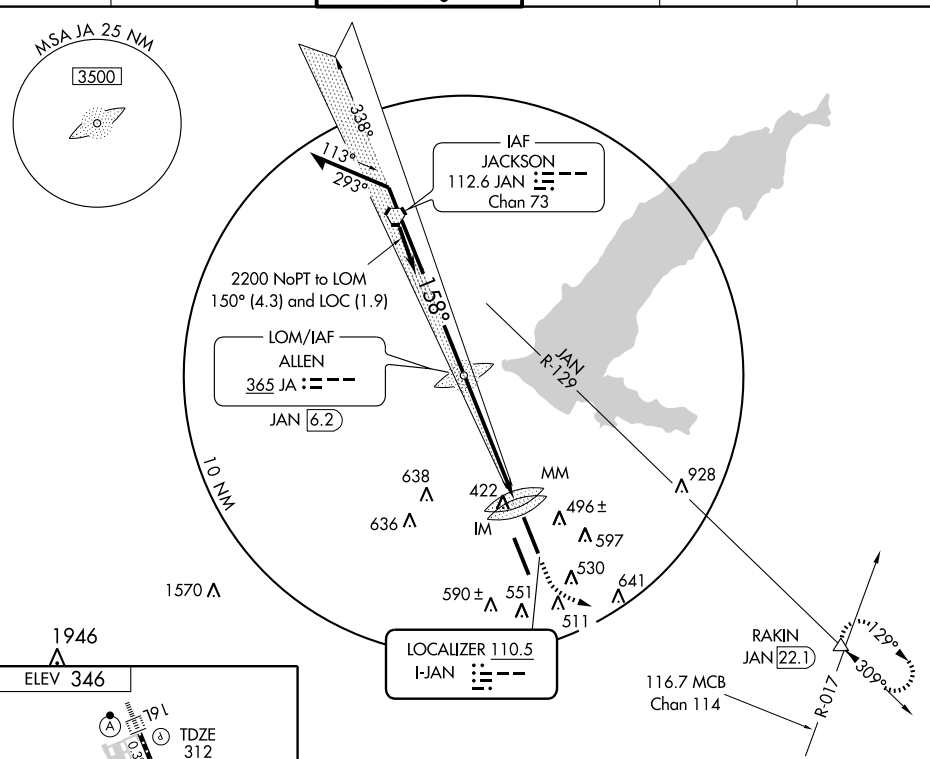 MSA JA 25 NM
3500
338°
113°
293°
IAF
JACKSON
112.6 JAN
Chan 73
2200 NoPT to LOM
150° (4.3) and LOC (1.9)
158°
LOM/IAF
ALLEN
365 JA
JAN 6.2
JAN
R-129
10 NM
638
636
422
MM
IM
496 ±
597
928
530
641
1570
590 ±
551
511
1946
LOCALIZER 110.5
I-JAN
RAKIN
JAN 22.1
129°
309°
116.7 MCB
Chan 114
R-017
ELEV 346
A
16L
P
TDZE
312